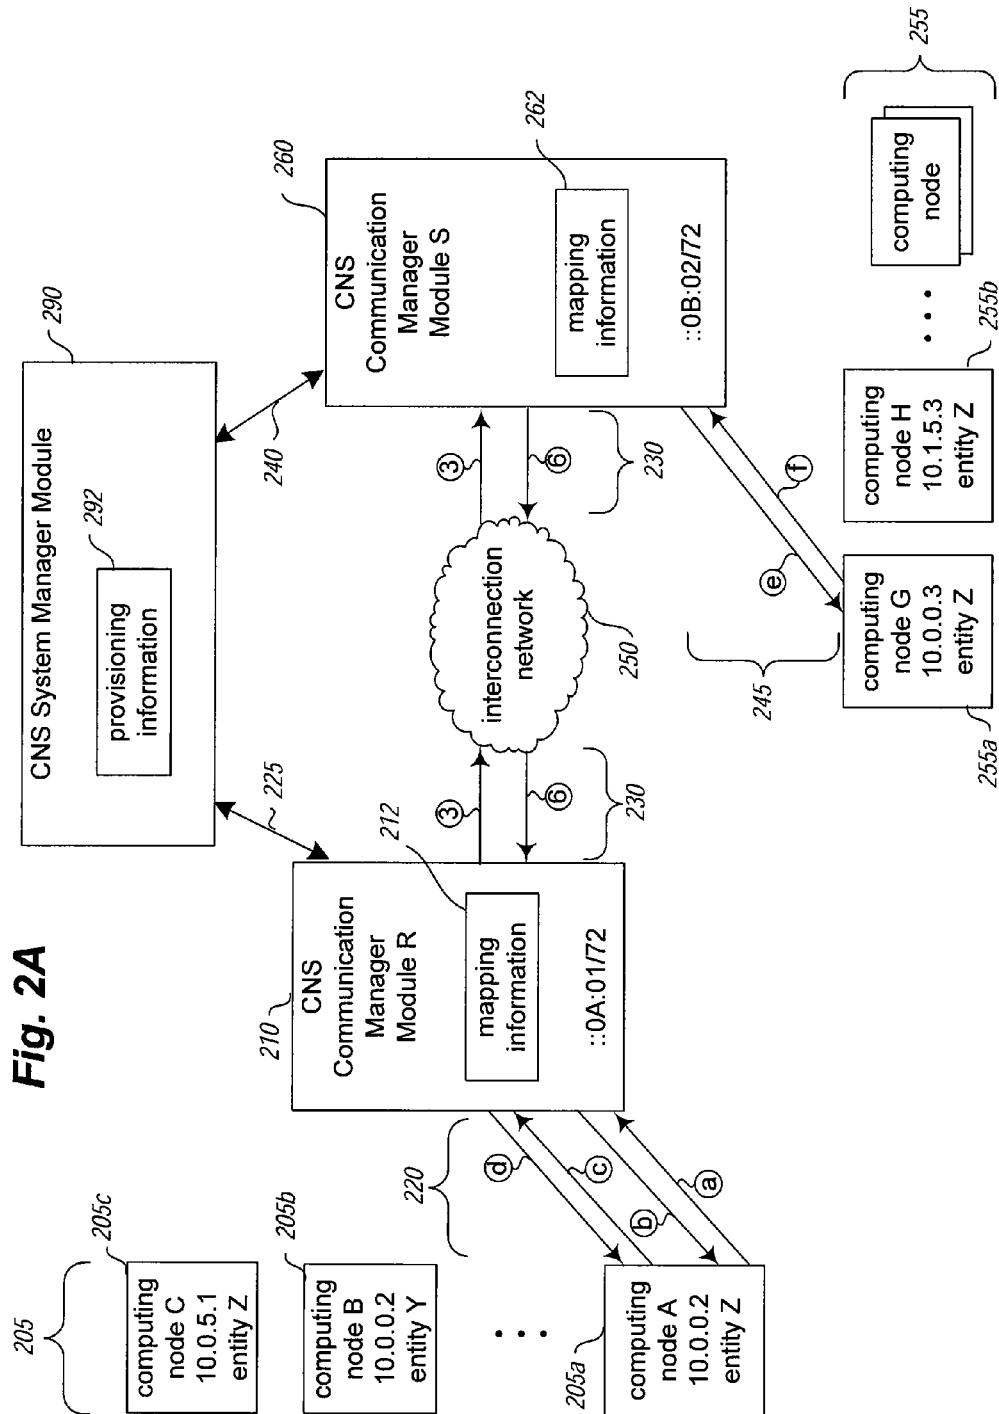 Fig. 2A
CNS System Manager Module
290
provisioning
information
292
225
240
210
CNS
Communication
Manager
Module R
mapping
information
212
::0A:01/72
260
CNS
Communication
Manager
Module S
mapping
information
262
::0B:02/72
3
6
230
interconnection
network
250
3
6
230
205
computing
node C
10.0.5.1
entity Z
205c
computing
node B
10.0.0.2
entity Y
205b
computing
node A
10.0.0.2
entity Z
205a
220
d
c
b
a
245
e
f
computing
node G
10.0.0.3
entity Z
255a
computing
node H
10.1.5.3
entity Z
255b
computing
node
255